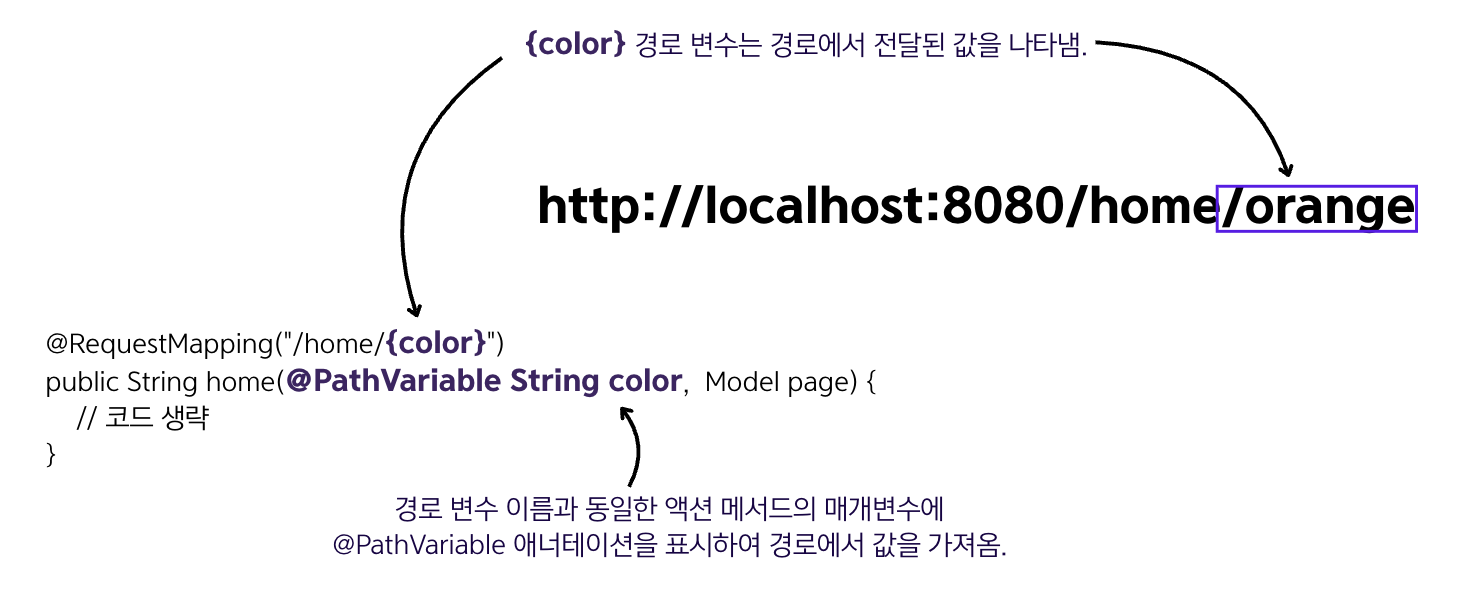 {color} 경로 변수는 경로에서 전달된 값을 나타냄.
http://localhost:8080/home/orange
@RequestMapping("/home/{color}")
public String home(@PathVariable String color,  Model page) {
// 코드 생략
}
경로 변수 이름과 동일한 액션 메서드의 매개변수에
@PathVariable 애너테이션을 표시하여 경로에서 값을 가져옴.